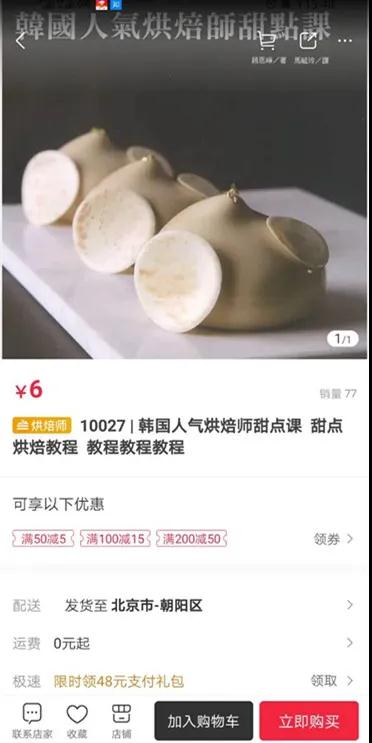 韓國人氣烘焙師甜點課
1/1
¥6
销量 77
烘焙师 10027 | 韩国人气烘焙师甜点课 甜点
烘焙教程 教程教程教程
可享以下优惠
满50减5 满100减15 满200减50 领券
配送 发货至 北京市-朝阳区
运费 0元起
极速 限时领48元支付礼包 领取
联系店家 收藏 店铺 加入购物车 立即购买